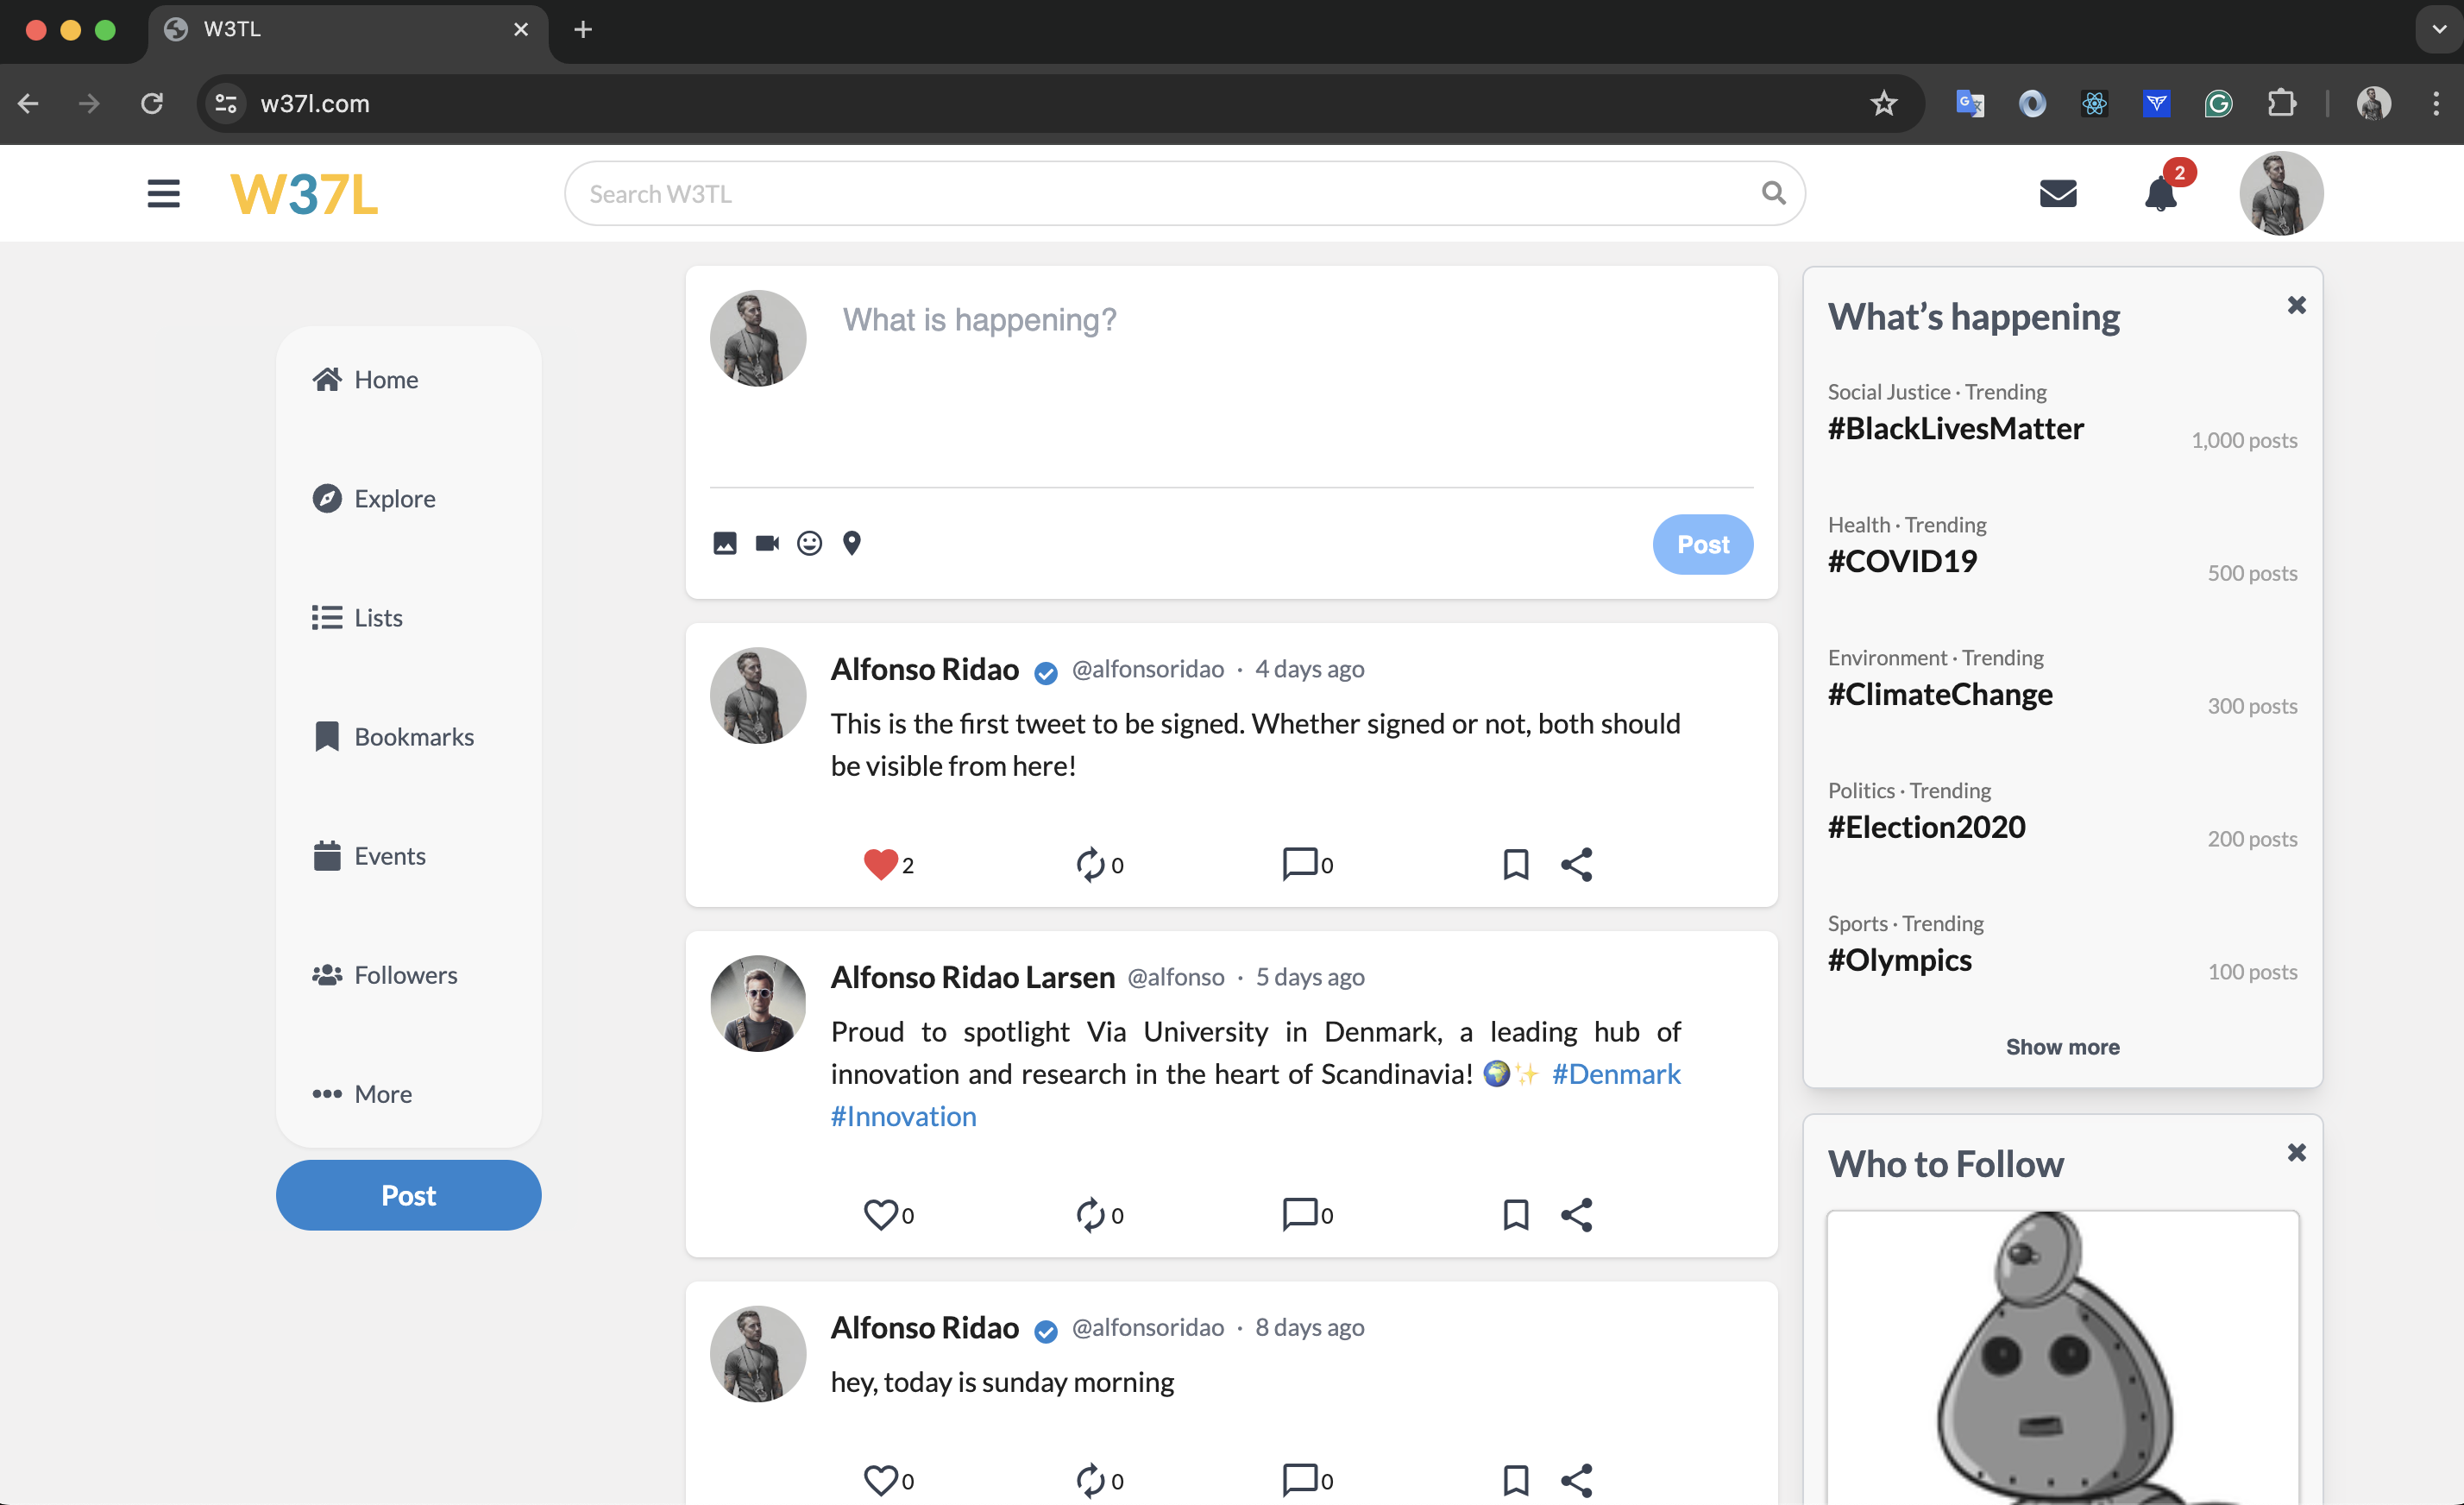 W3TL
w37l.com
W37L
Search W3TL
2
Home
Explore
Lists
Bookmarks
Events
Followers
More
Post
What is happening?
Post
Alfonso Ridao @alfonsoridao · 4 days ago
This is the first tweet to be signed. Whether signed or not, both should
be visible from here!
2 0 0
Alfonso Ridao Larsen @alfonso · 5 days ago
Proud to spotlight Via University in Denmark, a leading hub of
innovation and research in the heart of Scandinavia! 🌍✨ #Denmark
#Innovation
0 0 0
Alfonso Ridao @alfonsoridao · 8 days ago
hey, today is sunday morning
0 0 0
What’s happening
Social Justice · Trending
#BlackLivesMatter
1,000 posts
Health · Trending
#COVID19
500 posts
Environment · Trending
#ClimateChange
300 posts
Politics · Trending
#Election2020
200 posts
Sports · Trending
#Olympics
100 posts
Show more
Who to Follow